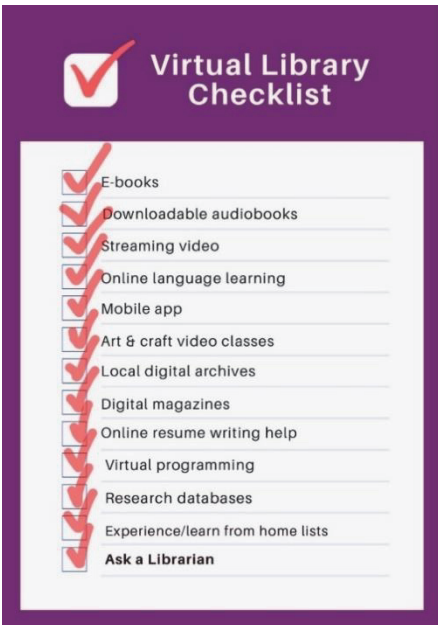 Virtual Library
Checklist
E-books
Downloadable audiobooks
Streaming video
Online language learning
Mobile app
Art & craft video classes
Local digital archives
Digital magazines
Online resume writing help
Virtual programming
Research databases
Experience/learn from home lists
Ask a Librarian